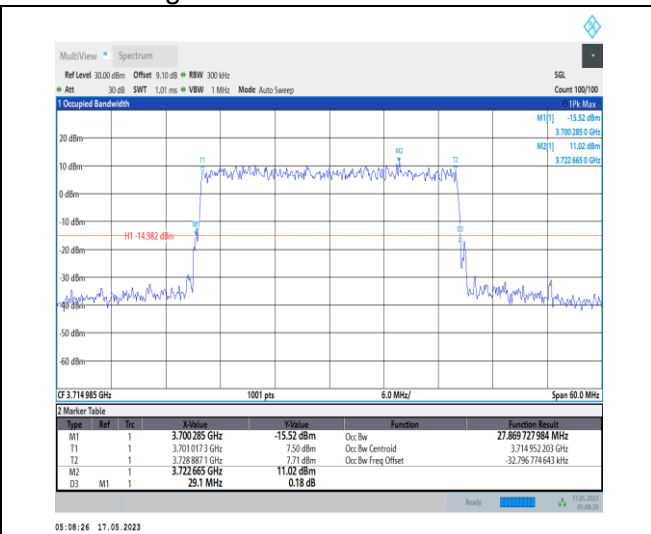 MultiView Spectrum
Ref Level 30.00 dBm Offset 9.10 dB RBW 300 kHz SGL
Att 30 dB SWT 1.01 ms VBW 1 MHz Mode Auto Sweep Count 100/100
1 Occupied Bandwidth 1Pk Max
M1[1] -15.52 dBm
3.700 285 0 GHz
M2[1] 11.02 dBm
3.722 665 0 GHz
20 dBm
M2
T1 T2
10 dBm
0 dBm
-10 dBm
M1
D3
H1 -14.982 dBm
-20 dBm
-30 dBm
-40 dBm
-50 dBm
-60 dBm
CF 3.714 985 GHz 1001 pts 6.0 MHz/ Span 60.0 MHz
2 Marker Table
Type Ref Trc X-Value Y-Value Function Function Result
M1 1 3.700 285 GHz -15.52 dBm Occ Bw 27.869 727 984 MHz
T1 1 3.701 017 3 GHz 7.50 dBm Occ Bw Centroid 3.714 952 203 GHz
T2 1 3.728 887 1 GHz 7.71 dBm Occ Bw Freq Offset -32.796 774 643 kHz
M2 1 3.722 665 GHz 11.02 dBm
D3 M1 1 29.1 MHz 0.18 dB
Ready 17.05.2023
05:08:26
05:08:26 17.05.2023